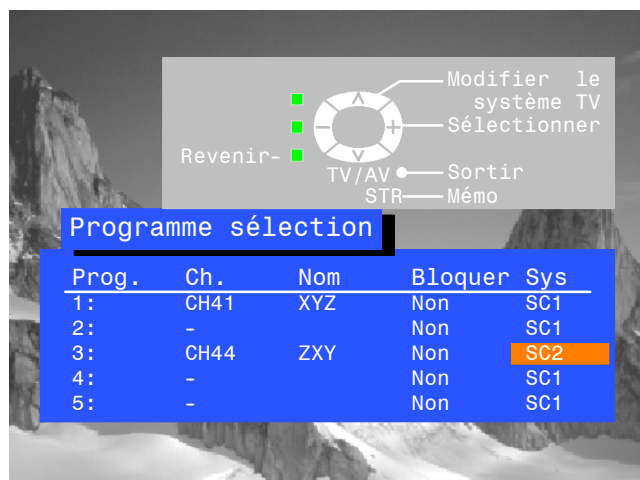 Modifier le
système TV
- +
Sélectionner
Revenir-
TV/AV
Sortir
STR
Mémo
Programme sélection
Prog. Ch. Nom Bloquer Sys
1: CH41 XYZ Non SC1
2: - Non SC1
3: CH44 ZXY Non SC2
4: - Non SC1
5: - Non SC1